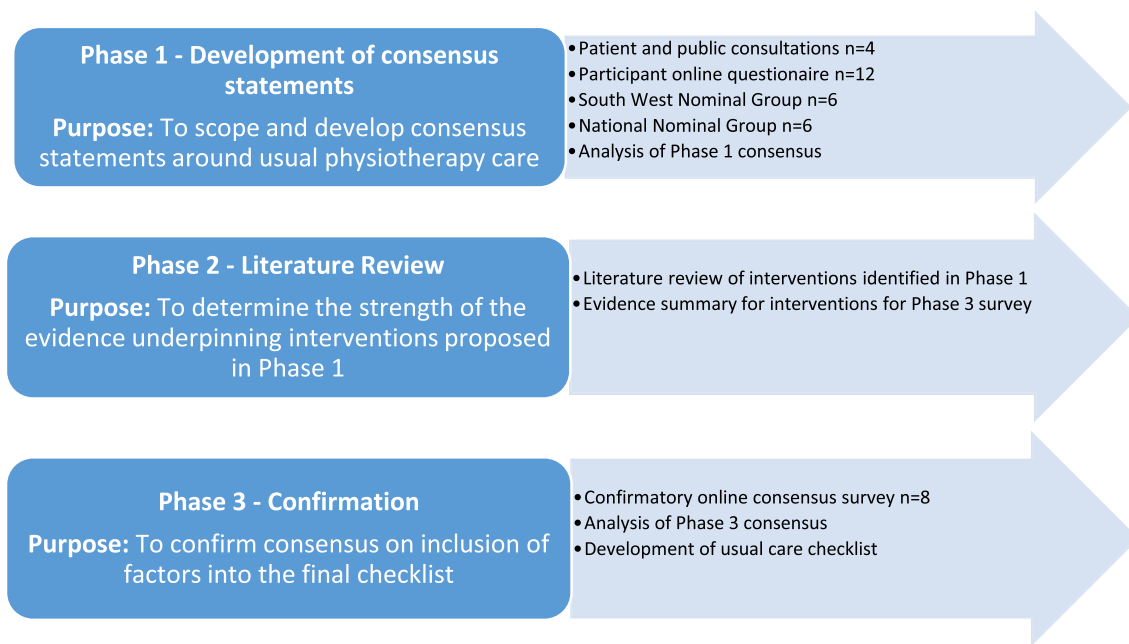 Phase 1 - Development of consensus
statements
Purpose: To scope and develop consensus
statements around usual physiotherapy care
•Patient and public consultations n=4
•Participant online questionaire n=12
•South West Nominal Group n=6
•National Nominal Group n=6
•Analysis of Phase 1 consensus
Phase 2 - Literature Review
Purpose: To determine the strength of the
evidence underpinning interventions proposed
in Phase 1
•Literature review of interventions identified in Phase 1
•Evidence summary for interventions for Phase 3 survey
Phase 3 - Confirmation
Purpose: To confirm consensus on inclusion of
factors into the final checklist
•Confirmatory online consensus survey n=8
•Analysis of Phase 3 consensus
•Development of usual care checklist